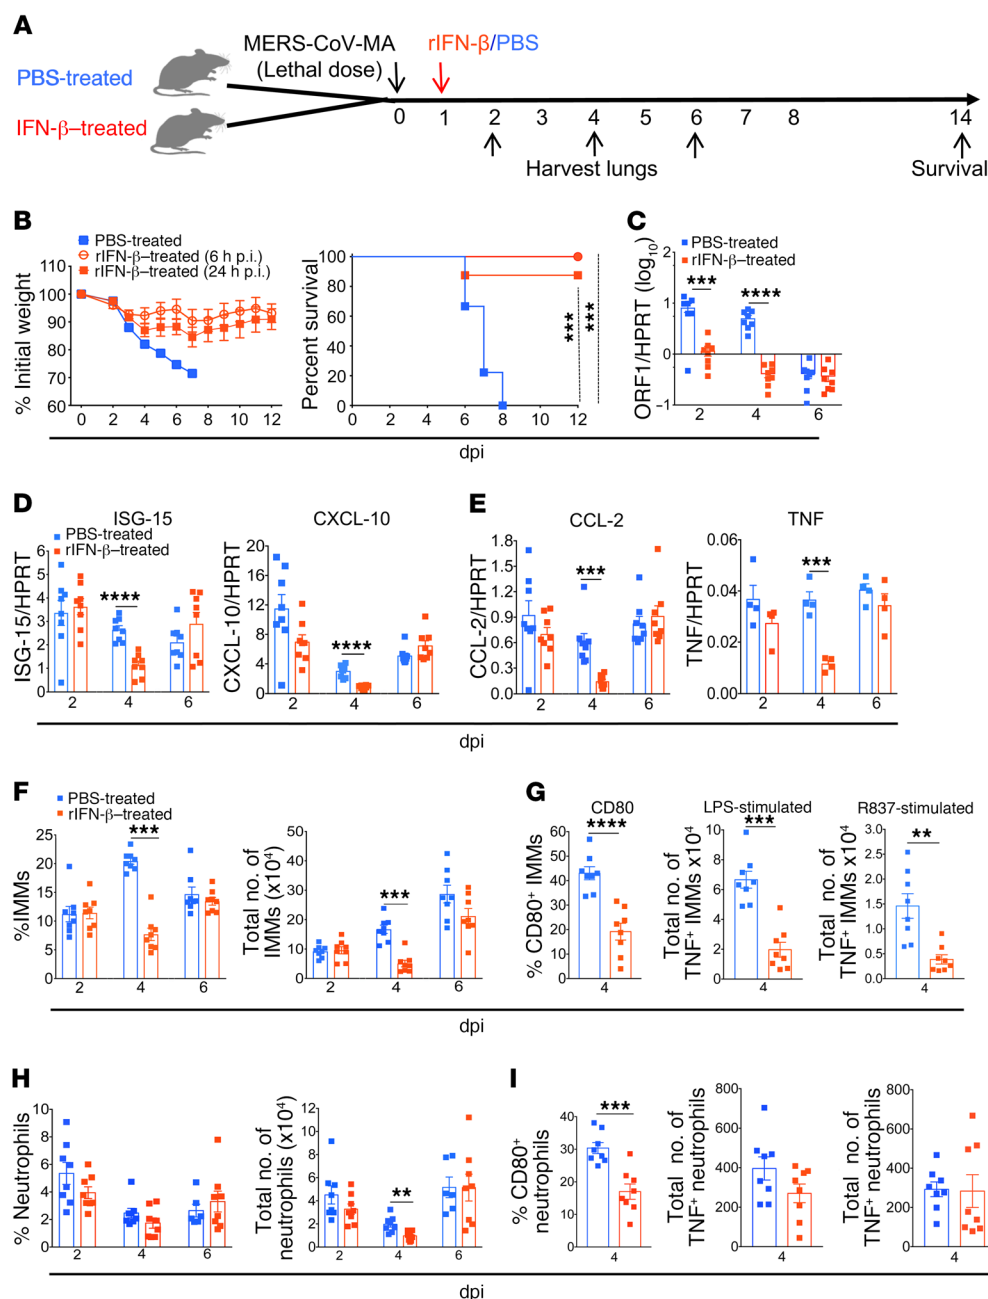 A
PBS-treated
IFN-β–treated
MERS-CoV-MA
(Lethal dose)
rIFN-β/PBS
0 1 2 3 4 5 6 7 8 14
Harvest lungs
Survival
B
PBS-treated
rIFN-β–treated (6 h p.i.)
rIFN-β–treated (24 h p.i.)
% Initial weight
110
100
90
80
70
60
0 2 4 6 8 10 12
Percent survival
100
80
60
40
20
0
0 2 4 6 8 10 12
***
****
C
PBS-treated
rIFN-β–treated
ORF1/HPRT (log10)
2
1
0
−1
*** ****
2 4 6
dpi
D
ISG-15
PBS-treated
rIFN-β–treated
ISG-15/HPRT
6
5
4
3
2
1
0
****
2 4 6
CXCL-10
CXCL-10/HPRT
20
16
12
8
4
0
****
2 4 6
E
CCL-2
CCL-2/HPRT
1.8
1.5
1.2
0.9
0.6
0.3
0.0
***
2 4 6
TNF
TNF/HPRT
0.06
0.04
0.02
0.00
***
2 4 6
dpi
F
PBS-treated
rIFN-β–treated
%IMMs
25
20
15
10
5
0
***
2 4 6
Total no. of
IMMs (x10⁴)
50
40
30
20
10
0
***
2 4 6
G
CD80
% CD80⁺ IMMs
60
40
20
0
****
4
LPS-stimulated
Total no. of
TNF⁺ IMMs x10⁴
10
8
6
4
2
0
***
4
R837-stimulated
Total no. of
TNF⁺ IMMs x10⁴
3.0
2.5
2.0
1.5
1.0
0.5
0.0
**
4
dpi
H
% Neutrophils
10
8
6
4
2
0
2 4 6
Total no. of
neutrophils (x10⁴)
12
10
8
6
4
2
0
**
2 4 6
I
% CD80⁺
neutrophils
40
30
20
10
0
***
4
Total no. of
TNF⁺ neutrophils
800
600
400
200
0
4
Total no. of
TNF⁺ neutrophils
800
600
400
200
0
4
dpi